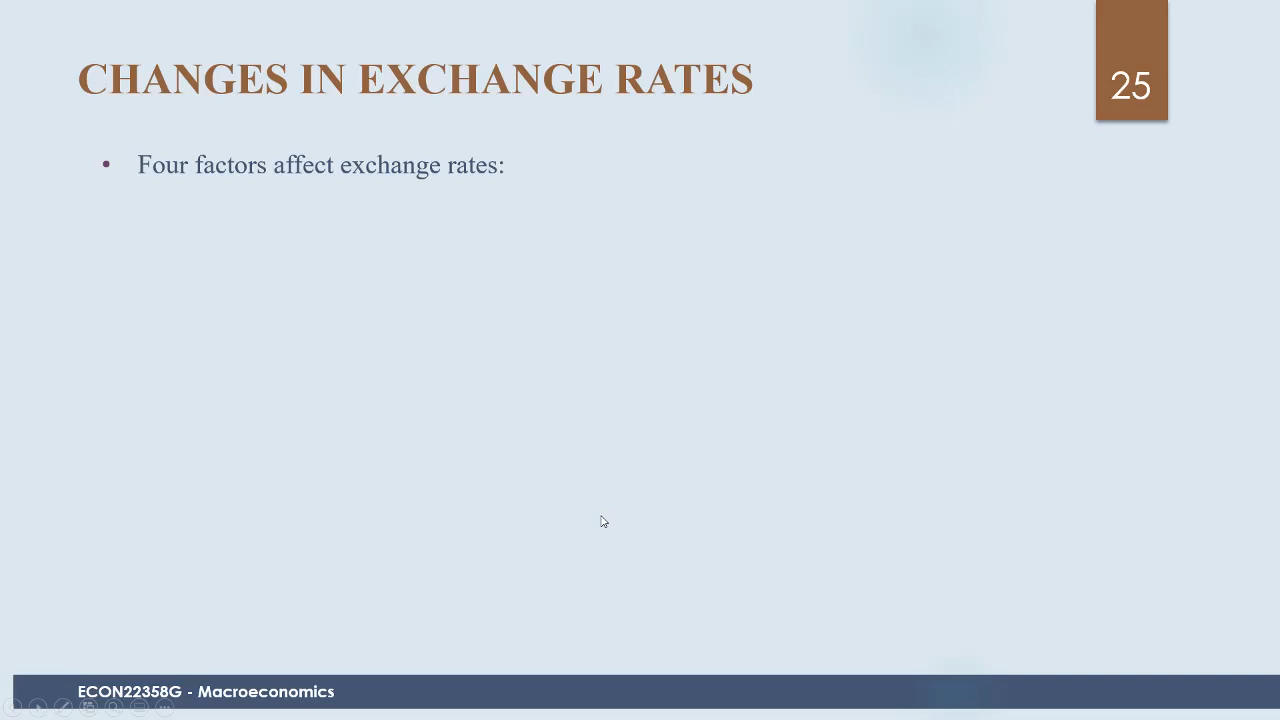 CHANGES IN EXCHANGE RATES
25
• Four factors affect exchange rates:
ECON22358G - Macroeconomics